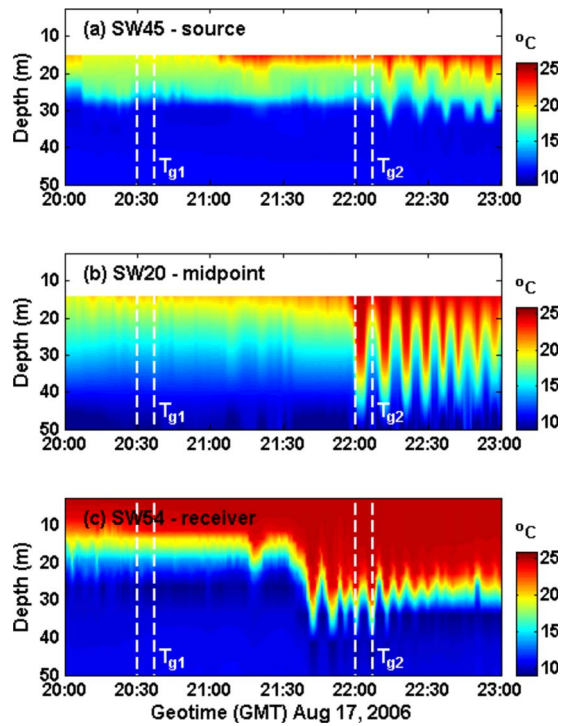 (a) SW45 - source
°C
Depth (m)
10
20
30
40
50
Tg1
Tg2
25
20
15
10
20:00 20:30 21:00 21:30 22:00 22:30 23:00
(b) SW20 - midpoint
°C
Depth (m)
10
20
30
40
50
Tg1
Tg2
25
20
15
10
20:00 20:30 21:00 21:30 22:00 22:30 23:00
(c) SW54 - receiver
°C
Depth (m)
10
20
30
40
50
Tg1
Tg2
25
20
15
10
20:00 20:30 21:00 21:30 22:00 22:30 23:00
Geotime (GMT) Aug 17, 2006